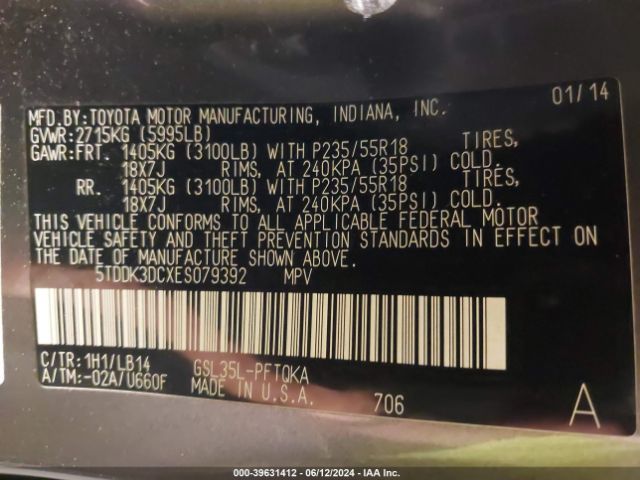 MFD.BY:TOYOTA MOTOR MANUFACTURING, INDIANA, INC. 01/14
GVWR:2715KG (5995LB)
GAWR:FRT. 1405KG (3100LB) WITH P235/55R18 TIRES,
18X7J RIMS, AT 240KPA (35PSI) COLD.
RR. 1405KG (3100LB) WITH P235/55R18 TIRES,
18X7J RIMS, AT 240KPA (35PSI) COLD.
THIS VEHICLE CONFORMS TO ALL APPLICABLE FEDERAL MOTOR
VEHICLE SAFETY AND THEFT PREVENTION STANDARDS IN EFFECT ON
THE DATE OF MANUFACTURE SHOWN ABOVE.
5TDDK3DCXES079392 MPV
C/TR:1H1/LB14 GSL35L-PFTQKA
A/TM:-02A/U660F MADE IN U.S.A. 706 A
000-39631412 - 06/12/2024 - IAA Inc.